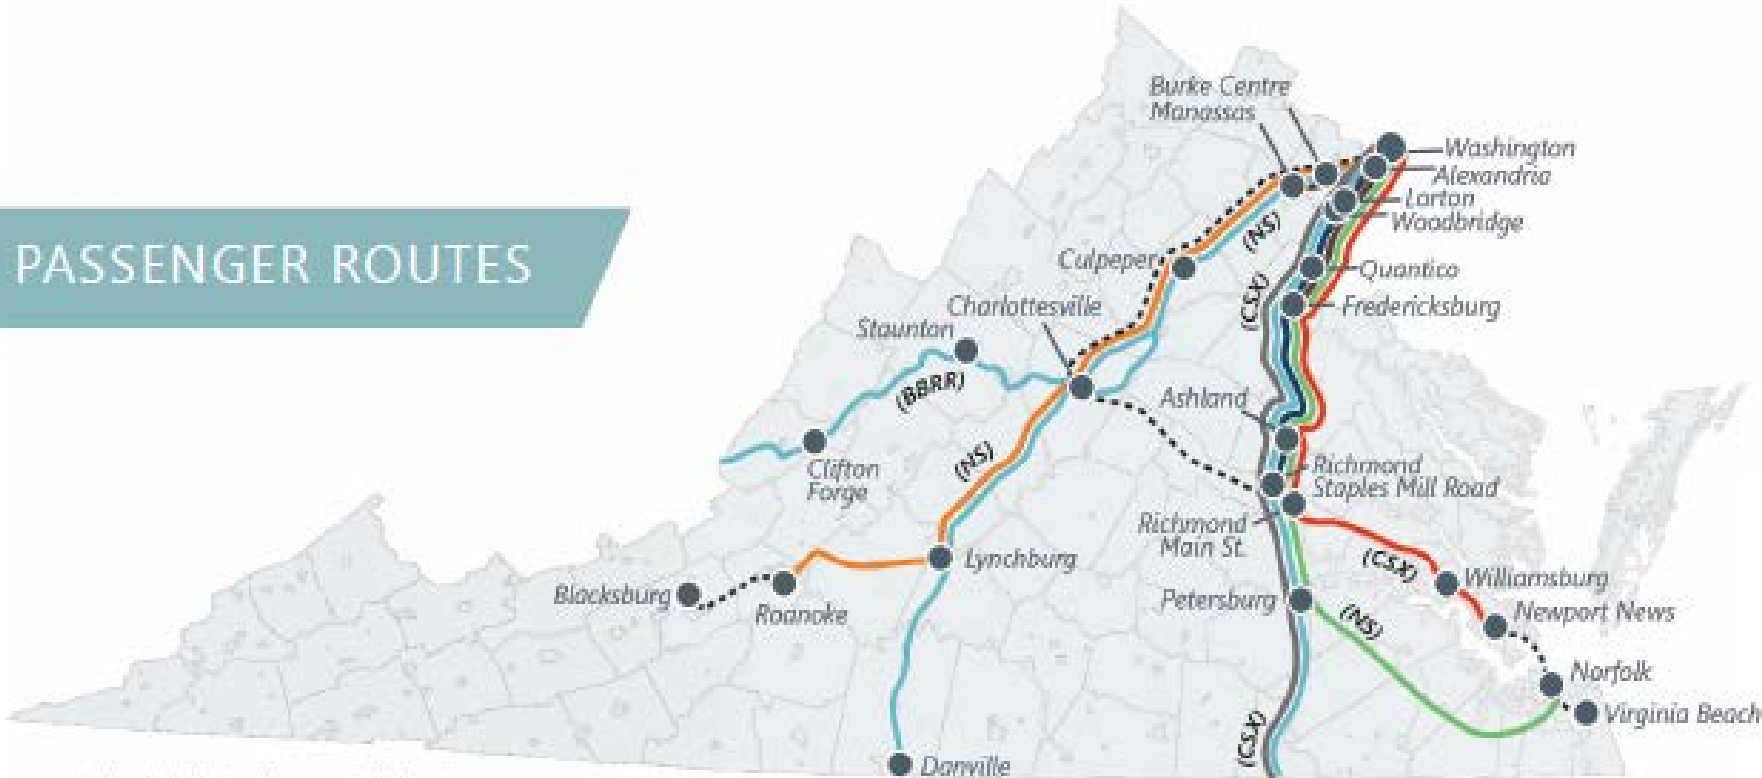 PASSENGER ROUTES
Burke Centre
Manassas
Washington
Alexandria
Lorton
Woodbridge
(NS)
Culpeper
Quantico
(CSX)
Charlottesville
Fredericksburg
Staunton
(BBRR)
Ashland
Clifton
Forge
(NS)
Richmond
Staples Mill Road
Richmond
Main St.
Lynchburg
(CSX)
Williamsburg
Blacksburg
Roanoke
Petersburg
(NS)
Newport News
Norfolk
Virginia Beach
(CSX)
Danville